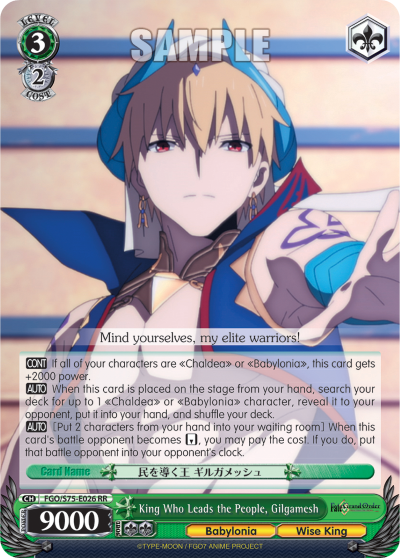 LEVEL
3
2
COST
SAMPLE
Mind yourselves, my elite warriors!
CONT If all of your characters are «Chaldea» or «Babylonia», this card gets
+2000 power.
AUTO When this card is placed on the stage from your hand, search your
deck for up to 1 «Chaldea» or «Babylonia» character, reveal it to your
opponent, put it into your hand, and shuffle your deck.
AUTO [Put 2 characters from your hand into your waiting room] When this
card's battle opponent becomes [ ], you may pay the cost. If you do, put
that battle opponent into your opponent's clock.
Card Name 民を導く王 ギルガメッシュ
CH FGO/S75-E026 RR
King Who Leads the People, Gilgamesh
Fate Grand Order
POWER 9000 SOUL
Babylonia Wise King
©TYPE-MOON / FGO7 ANIME PROJECT